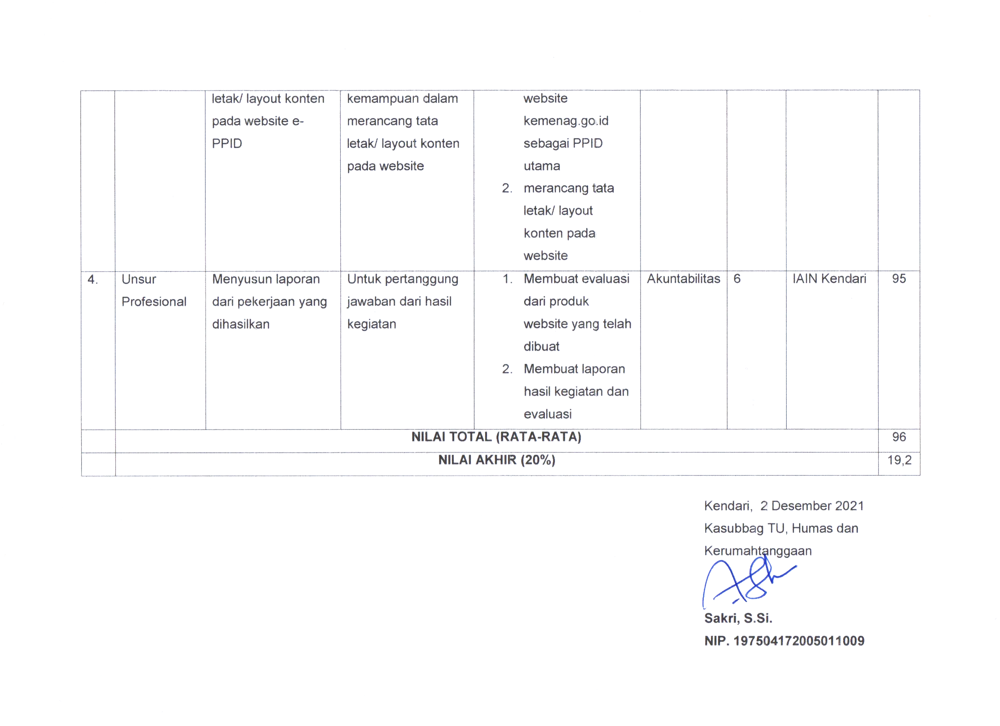 letak/ layout konten
pada website e-
PPID
kemampuan dalam
merancang tata
letak/ layout konten
pada website
website
kemenag.go.id
sebagai PPID
utama
2. merancang tata
letak/ layout
konten pada
website
4.
Unsur
Profesional
Menyusun laporan
dari pekerjaan yang
dihasilkan
Untuk pertanggung
jawaban dari hasil
kegiatan
1. Membuat evaluasi
dari produk
website yang telah
dibuat
2. Membuat laporan
hasil kegiatan dan
evaluasi
Akuntabilitas
6
IAIN Kendari
95
NILAI TOTAL (RATA-RATA)
96
NILAI AKHIR (20%)
19,2
Kendari, 2 Desember 2021
Kasubbag TU, Humas dan
Kerumahtanggaan
Sakri, S.Si.
NIP. 197504172005011009